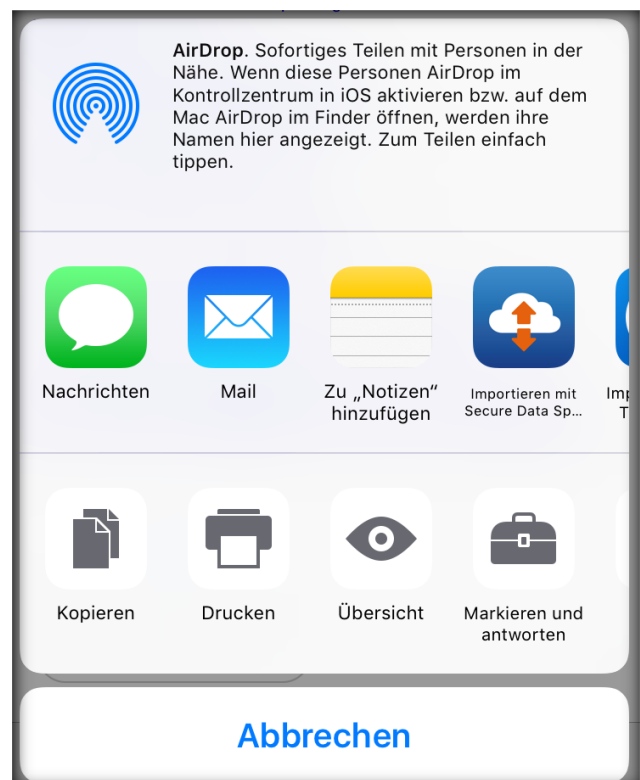 AirDrop. Sofortiges Teilen mit Personen in der
Nähe. Wenn diese Personen AirDrop im
Kontrollzentrum in iOS aktivieren bzw. auf dem
Mac AirDrop im Finder öffnen, werden ihre
Namen hier angezeigt. Zum Teilen einfach
tippen.
Nachrichten
Mail
Zu „Notizen“
hinzufügen
Importieren mit
Secure Data Sp...
Kopieren
Drucken
Übersicht
Markieren und
antworten
Abbrechen